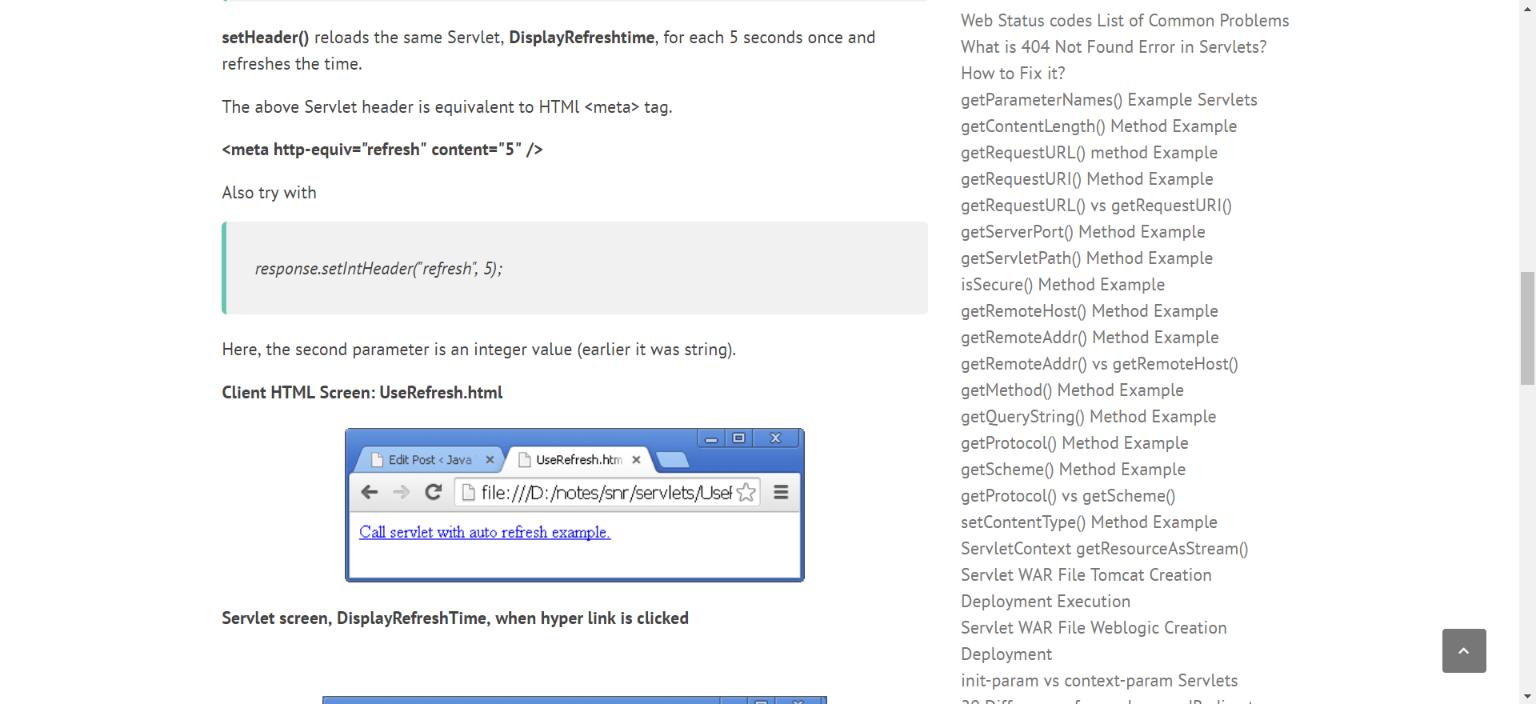 setHeader() reloads the same Servlet, DisplayRefreshtime, for each 5 seconds once and
refreshes the time.
The above Servlet header is equivalent to HTMl <meta> tag.
<meta http-equiv="refresh" content="5" />
Also try with
response.setIntHeader("refresh", 5);
Here, the second parameter is an integer value (earlier it was string).
Client HTML Screen: UseRefresh.html
Edit Post < Java
UseRefresh.htm
file:///D:/notes/snr/servlets/Usef
Call servlet with auto refresh example.
Servlet screen, DisplayRefreshTime, when hyper link is clicked
Web Status codes List of Common Problems
What is 404 Not Found Error in Servlets?
How to Fix it?
getParameterNames() Example Servlets
getContentLength() Method Example
getRequestURL() method Example
getRequestURI() Method Example
getRequestURL() vs getRequestURI()
getServerPort() Method Example
getServletPath() Method Example
isSecure() Method Example
getRemoteHost() Method Example
getRemoteAddr() Method Example
getRemoteAddr() vs getRemoteHost()
getMethod() Method Example
getQueryString() Method Example
getProtocol() Method Example
getScheme() Method Example
getProtocol() vs getScheme()
setContentType() Method Example
ServletContext getResourceAsStream()
Servlet WAR File Tomcat Creation
Deployment Execution
Servlet WAR File Weblogic Creation
Deployment
init-param vs context-param Servlets